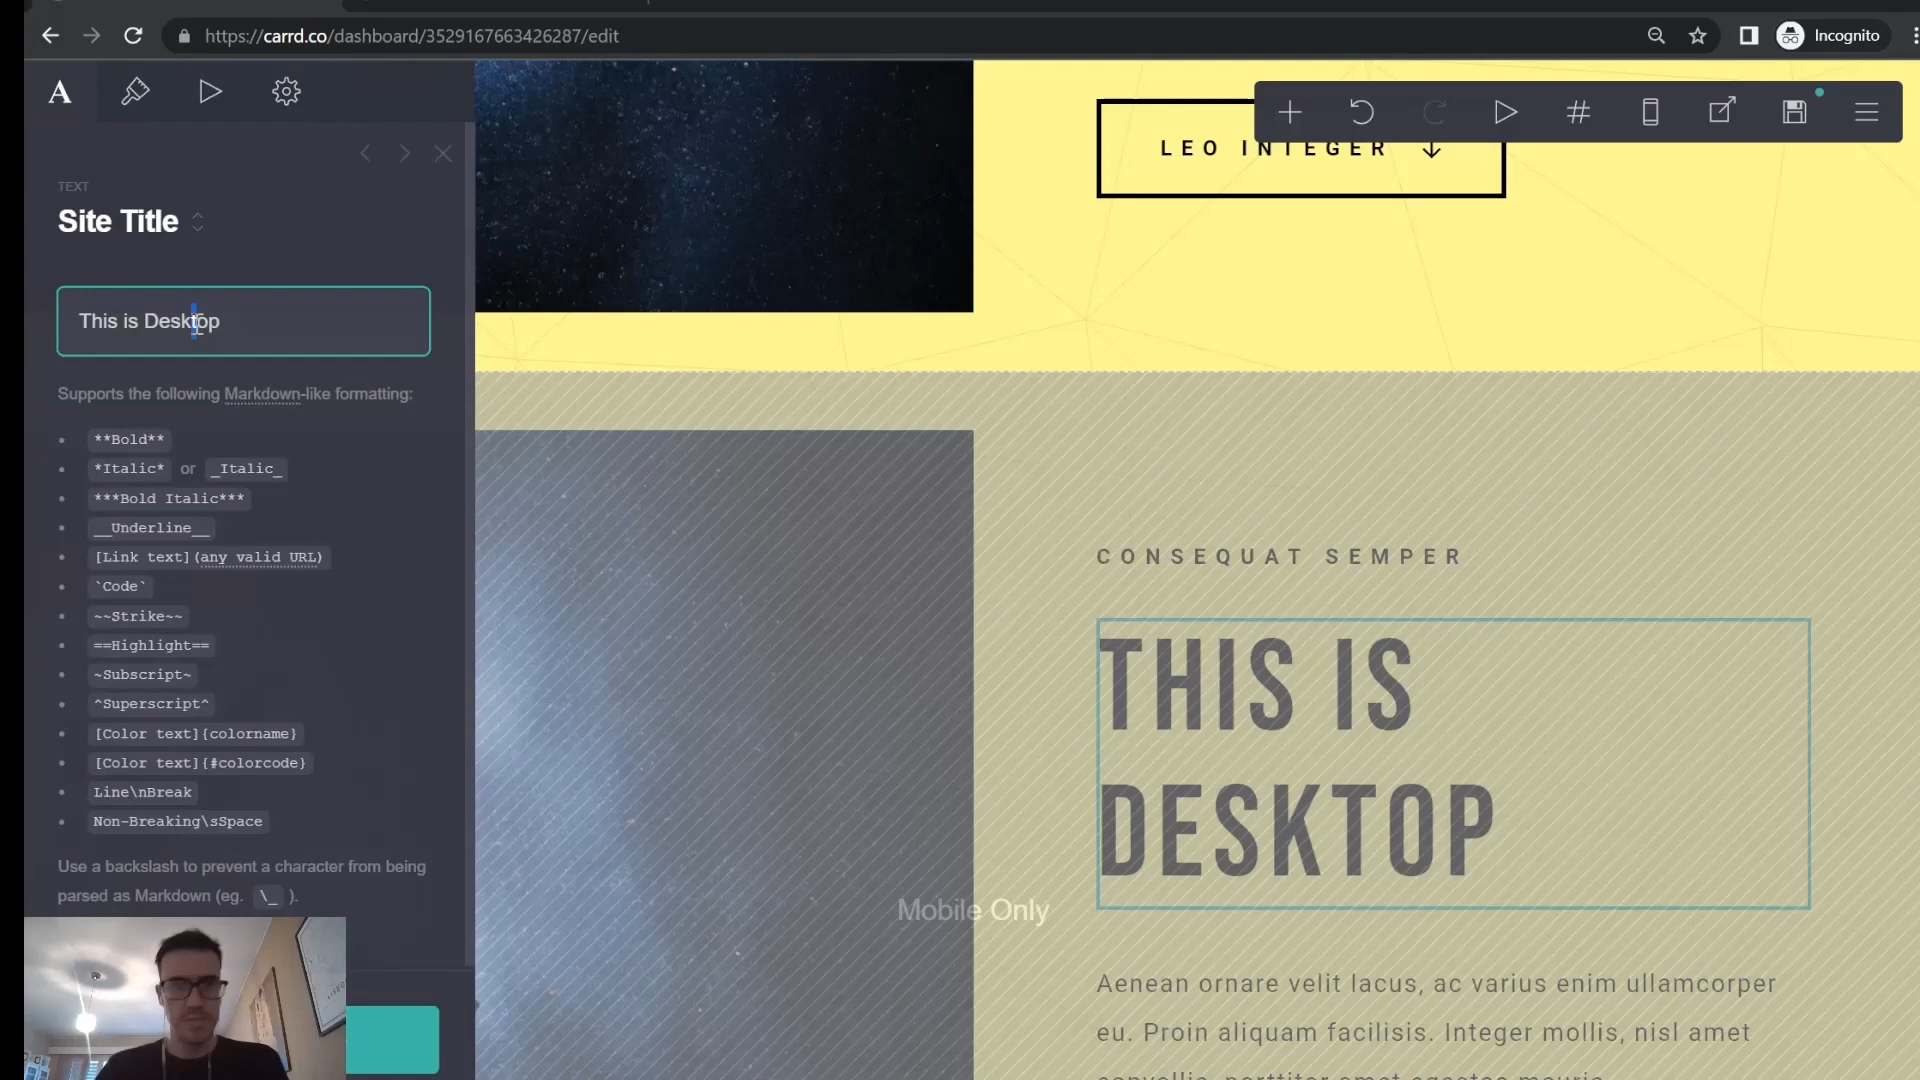 https://carrd.co/dashboard/3529167663426287/edit
Incognito
A
TEXT
Site Title
This is Desktop
Supports the following Markdown-like formatting:
**Bold**
*Italic* or _Italic_
***Bold Italic***
__Underline__
[Link text](any valid URL)
`Code`
~~Strike~~
==Highlight==
~Subscript~
^Superscript^
[Color text]{colorname}
[Color text]{#colorcode}
Line\nBreak
Non-Breaking\sSpace
Use a backslash to prevent a character from being
parsed as Markdown (eg. \_ ).
LEO INTEGER
CONSEQUAT SEMPER
THIS IS
DESKTOP
Mobile Only
Aenean ornare velit lacus, ac varius enim ullamcorper
eu. Proin aliquam facilisis. Integer mollis, nisl amet